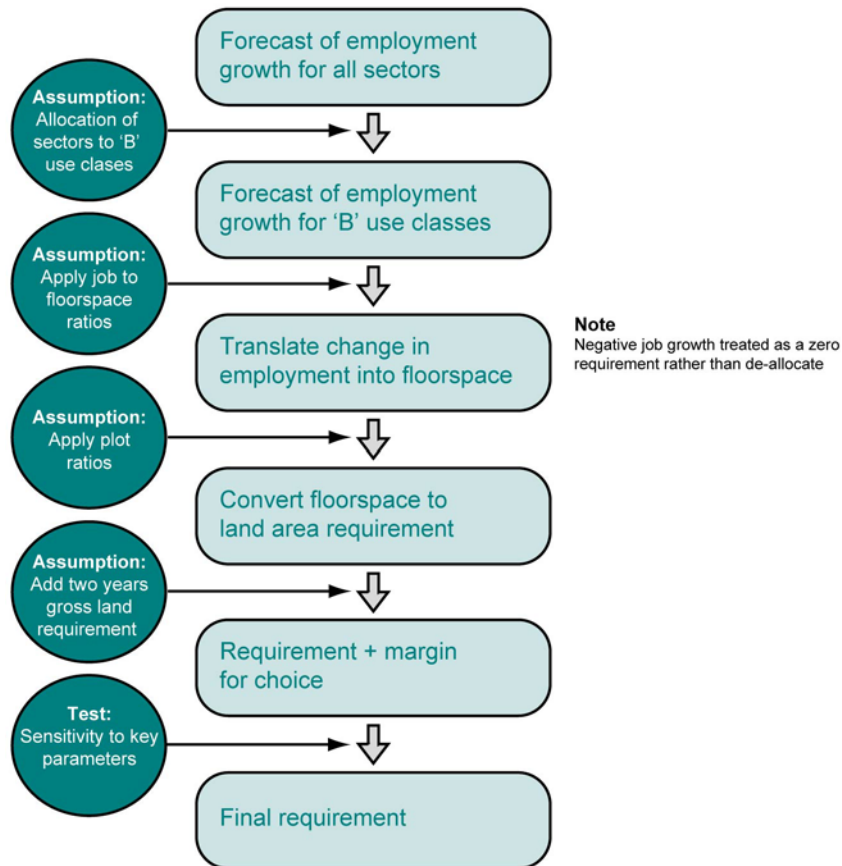 Forecast of employment
growth for all sectors
Assumption:
Allocation of
sectors to ‘B’
use clases
Forecast of employment
growth for ‘B’ use classes
Assumption:
Apply job to
floorspace
ratios
Translate change in
employment into floorspace
Note
Negative job growth treated as a zero
requirement rather than de-allocate
Assumption:
Apply plot
ratios
Convert floorspace to
land area requirement
Assumption:
Add two years
gross land
requirement
Requirement + margin
for choice
Test:
Sensitivity to key
parameters
Final requirement